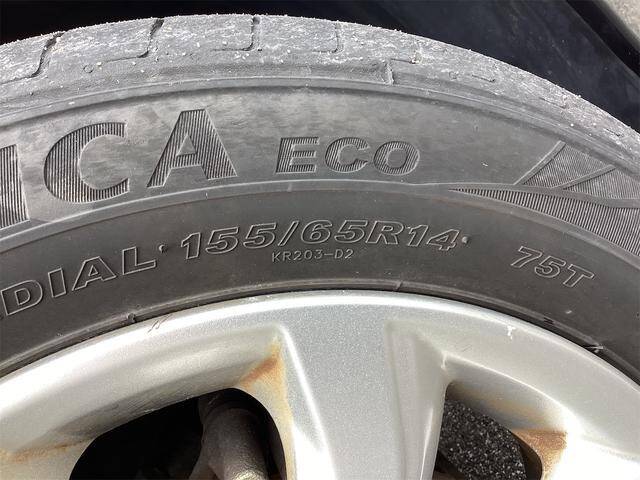 ICA ECO
DIAL 155/65R14 75T
KR203-D2